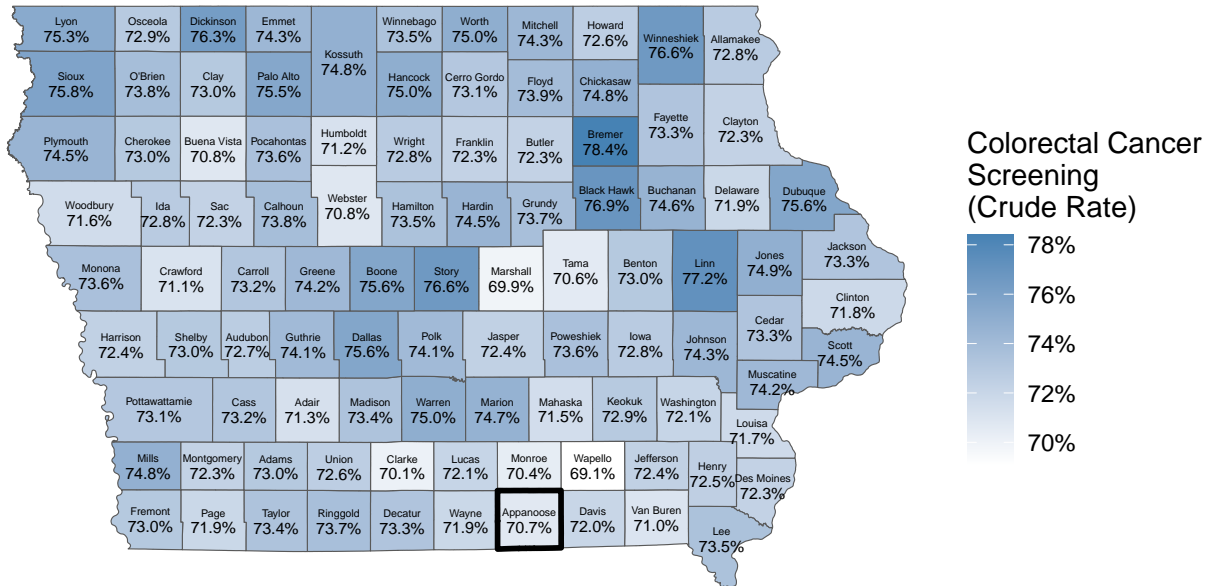 Lyon
75.3%
Osceola
72.9%
Dickinson
76.3%
Emmet
74.3%
Kossuth
74.8%
Winnebago
73.5%
Worth
75.0%
Mitchell
74.3%
Howard
72.6%
Winneshiek
76.6%
Allamakee
72.8%
Sioux
75.8%
O'Brien
73.8%
Clay
73.0%
Palo Alto
75.5%
Hancock
75.0%
Cerro Gordo
73.1%
Floyd
73.9%
Chickasaw
74.8%
Fayette
73.3%
Clayton
72.3%
Plymouth
74.5%
Cherokee
73.0%
Buena Vista
70.8%
Pocahontas
73.6%
Humboldt
71.2%
Wright
72.8%
Franklin
72.3%
Butler
72.3%
Bremer
78.4%
Woodbury
71.6%
Ida
72.8%
Sac
72.3%
Calhoun
73.8%
Webster
70.8%
Hamilton
73.5%
Hardin
74.5%
Grundy
73.7%
Black Hawk
76.9%
Buchanan
74.6%
Delaware
71.9%
Dubuque
75.6%
Monona
73.6%
Crawford
71.1%
Carroll
73.2%
Greene
74.2%
Boone
75.6%
Story
76.6%
Marshall
69.9%
Tama
70.6%
Benton
73.0%
Linn
77.2%
Jones
74.9%
Jackson
73.3%
Clinton
71.8%
Harrison
72.4%
Shelby
73.0%
Audubon
72.7%
Guthrie
74.1%
Dallas
75.6%
Polk
74.1%
Jasper
72.4%
Poweshiek
73.6%
Iowa
72.8%
Johnson
74.3%
Cedar
73.3%
Scott
74.5%
Muscatine
74.2%
Pottawattamie
73.1%
Cass
73.2%
Adair
71.3%
Madison
73.4%
Warren
75.0%
Marion
74.7%
Mahaska
71.5%
Keokuk
72.9%
Washington
72.1%
Louisa
71.7%
Mills
74.8%
Montgomery
72.3%
Adams
73.0%
Union
72.6%
Clarke
70.1%
Lucas
72.1%
Monroe
70.4%
Wapello
69.1%
Jefferson
72.4%
Henry
72.5%
Des Moines
72.3%
Fremont
73.0%
Page
71.9%
Taylor
73.4%
Ringgold
73.7%
Decatur
73.3%
Wayne
71.9%
Appanoose
70.7%
Davis
72.0%
Van Buren
71.0%
Lee
73.5%
Colorectal Cancer
Screening
(Crude Rate)
78%
76%
74%
72%
70%